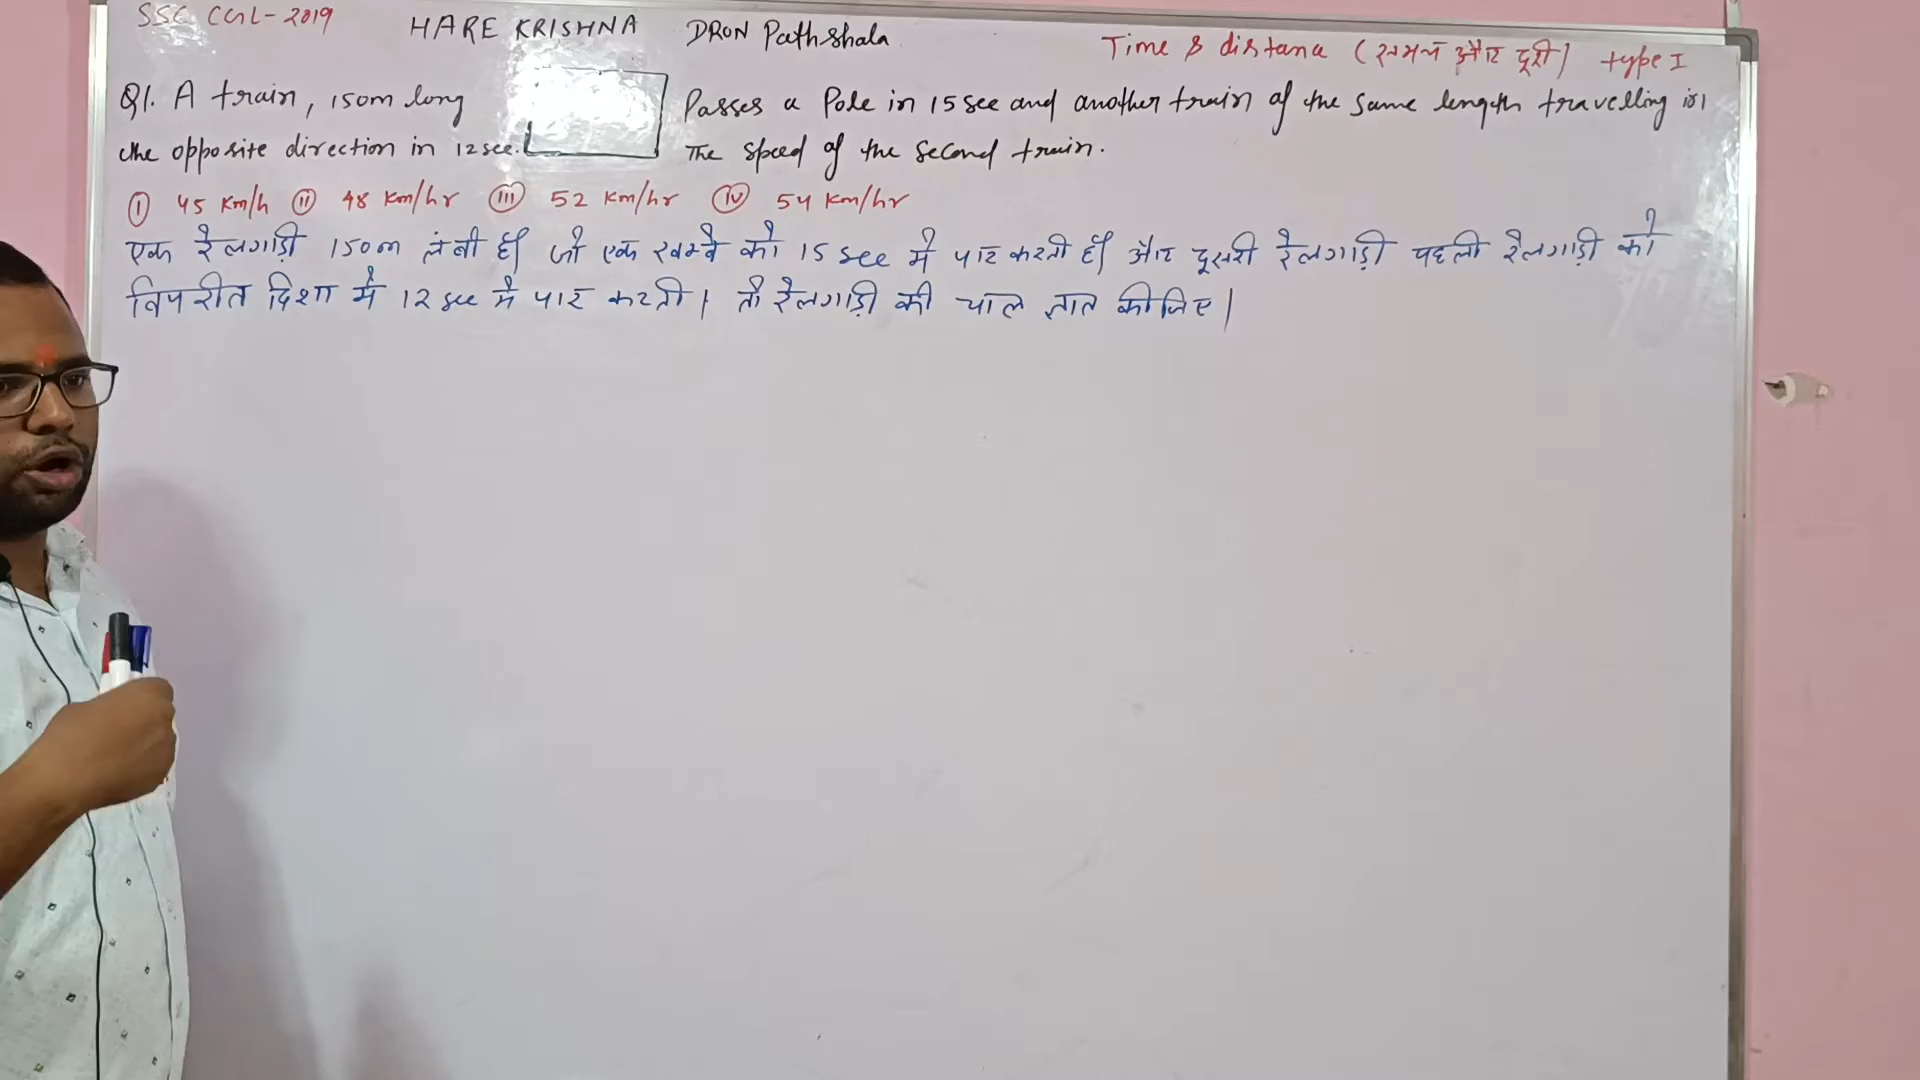 SSC CGL-2019 HARE KRISHNA DRON Pathshala
Time & distance (समय और दूरी) type I
Q1. A train, 150m long Passes a Pole in 15 sec and another train of the same length travelling in
the opposite direction in 12 sec. The speed of the second train.
(i) 45 Km/h (ii) 48 Km/hr (iii) 52 Km/hr (iv) 54 Km/hr
एक रेलगाड़ी 150m लंबी हैं जो एक खम्बे को 15 sec में पार करती हैं और दूसरी रेलगाड़ी पहली रेलगाड़ी को
विपरीत दिशा में 12 sec में पार करती। तो रेलगाड़ी की चाल ज्ञात कीजिए।